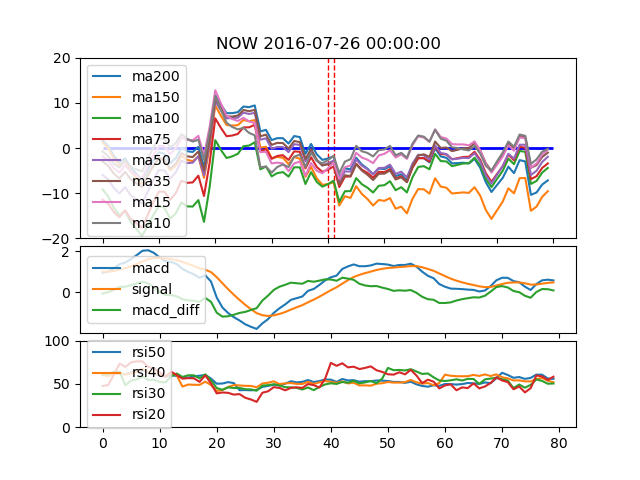 NOW 2016-07-26 00:00:00
20
10
0
−10
−20
ma200
ma150
ma100
ma75
ma50
ma35
ma15
ma10
2
0
macd
signal
macd_diff
100
50
0
rsi50
rsi40
rsi30
rsi20
0 10 20 30 40 50 60 70 80